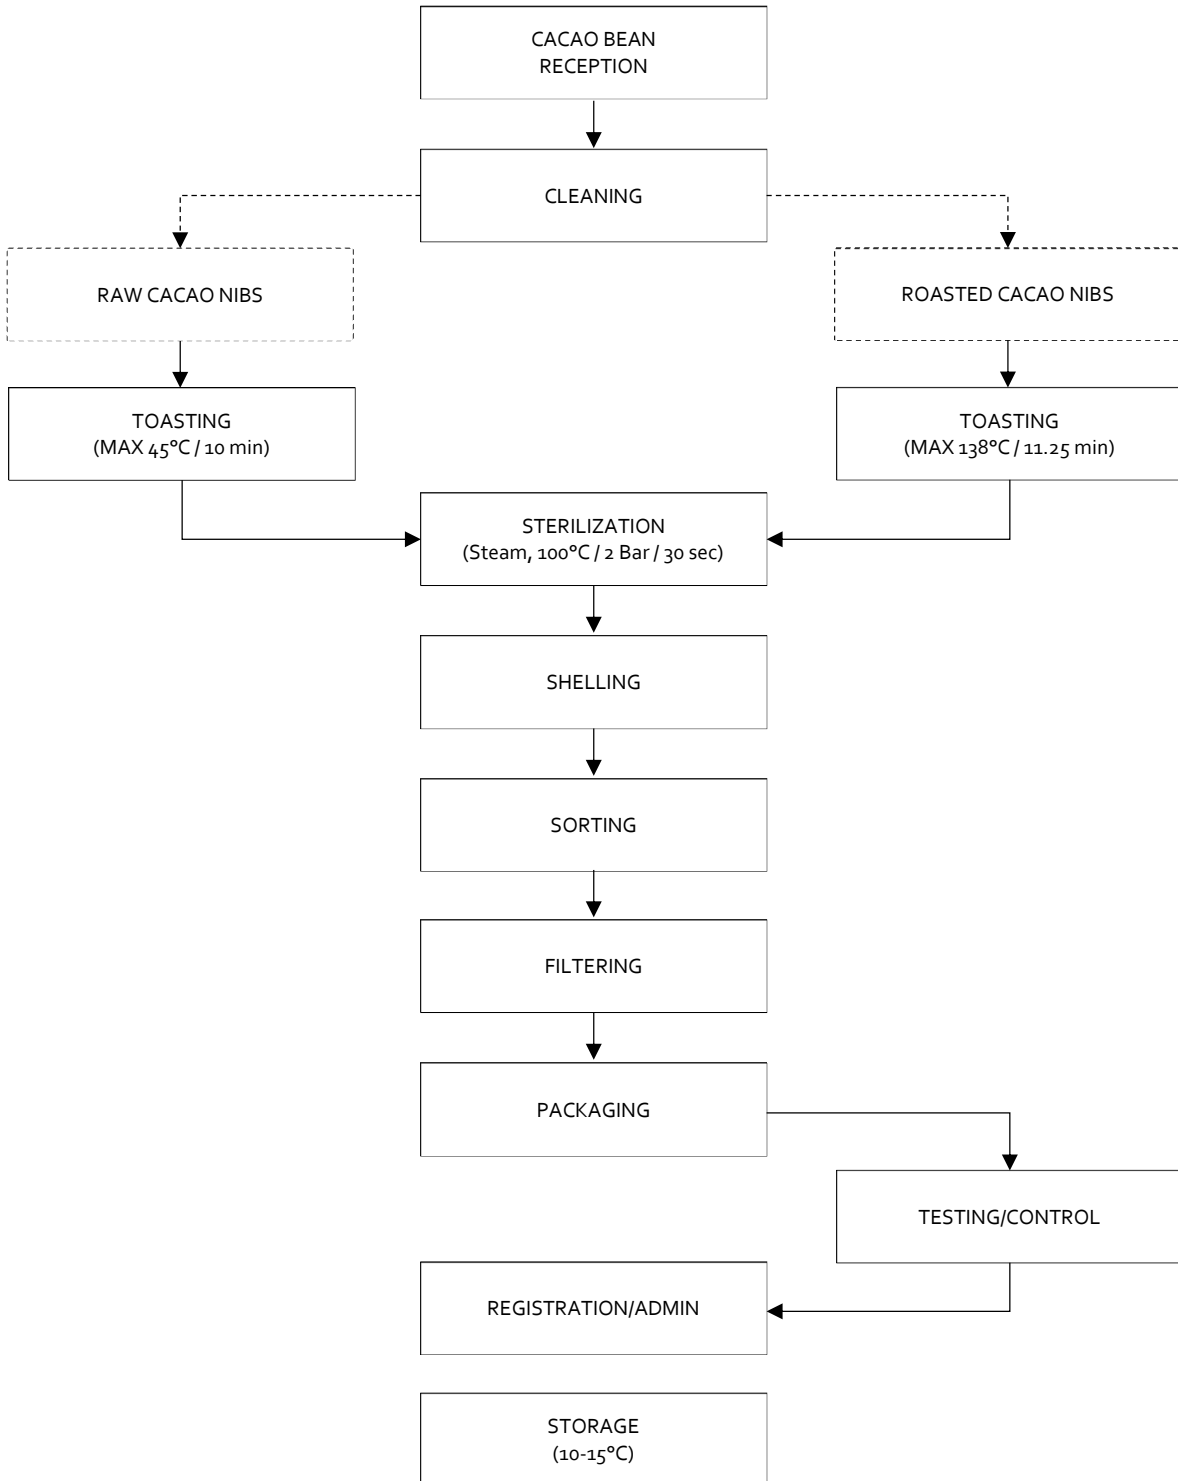 CACAO BEAN
RECEPTION
CLEANING
RAW CACAO NIBS
ROASTED CACAO NIBS
TOASTING
(MAX 45°C / 10 min)
TOASTING
(MAX 138°C / 11.25 min)
STERILIZATION
(Steam, 100°C / 2 Bar / 30 sec)
SHELLING
SORTING
FILTERING
PACKAGING
TESTING/CONTROL
REGISTRATION/ADMIN
STORAGE
(10-15°C)